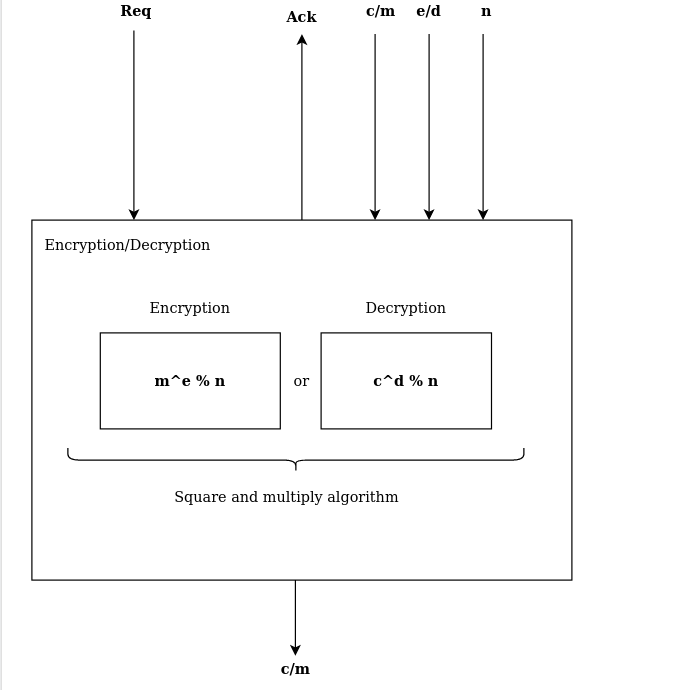 Req
Ack
c/m
e/d
n
Encryption/Decryption
Encryption
Decryption
m^e % n
or
c^d % n
Square and multiply algorithm
c/m